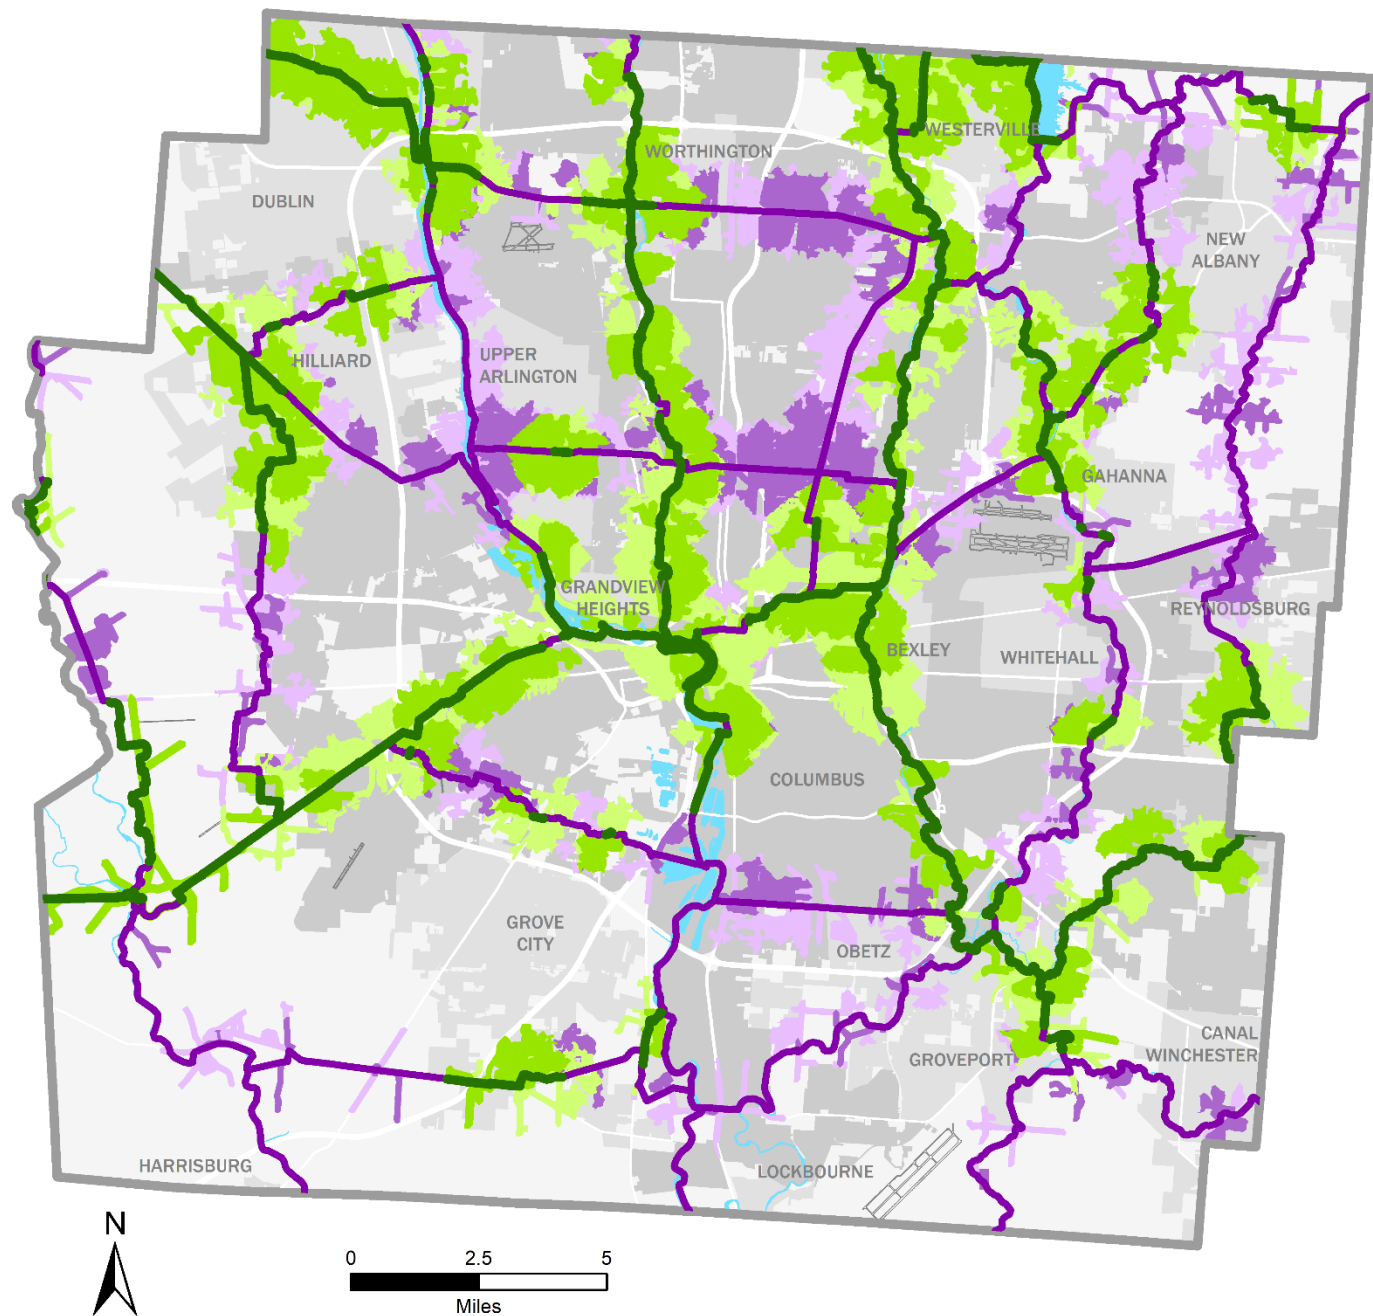 WESTERVILLE
WORTHINGTON
DUBLIN
NEW
ALBANY
HILLIARD
UPPER
ARLINGTON
GAHANNA
GRANDVIEW
HEIGHTS
REYNOLDSBURG
BEXLEY
WHITEHALL
COLUMBUS
GROVE
CITY
OBETZ
CANAL
WINCHESTER
GROVEPORT
HARRISBURG
LOCKBOURNE
N
0 2.5 5
Miles